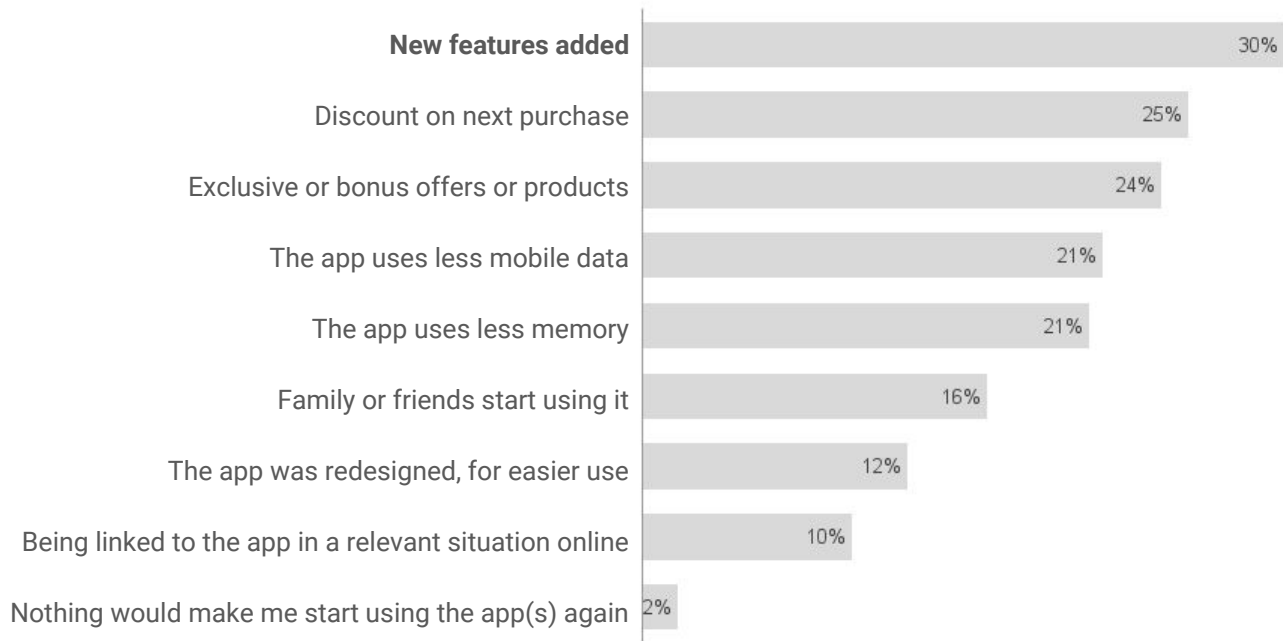 New features added 30%
Discount on next purchase 25%
Exclusive or bonus offers or products 24%
The app uses less mobile data 21%
The app uses less memory 21%
Family or friends start using it 16%
The app was redesigned, for easier use 12%
Being linked to the app in a relevant situation online 10%
Nothing would make me start using the app(s) again 2%